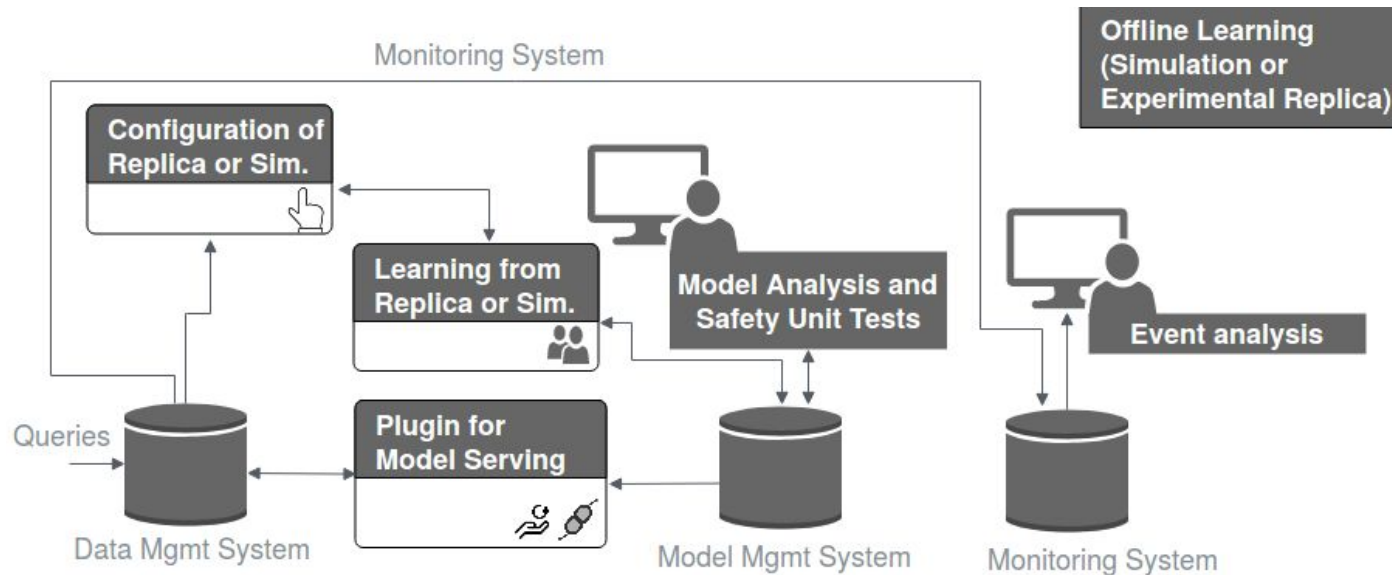 Monitoring System
Offline Learning
(Simulation or
Experimental Replica)
Configuration of
Replica or Sim.
Learning from
Replica or Sim.
Model Analysis and
Safety Unit Tests
Event analysis
Queries
Plugin for
Model Serving
Data Mgmt System
Model Mgmt System
Monitoring System